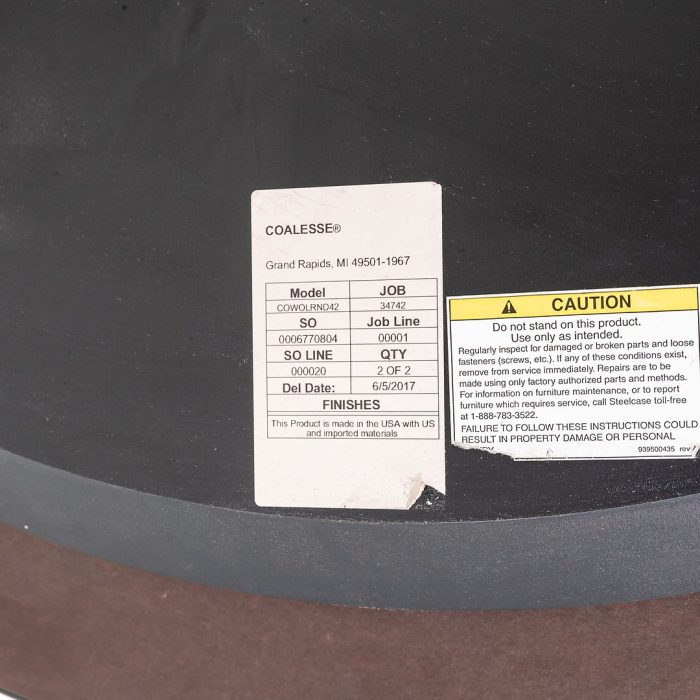 COALESSE®
Grand Rapids, MI 49501-1967
Model JOB
COWOLRND42 34742
SO Job Line
0006770804 00001
SO LINE QTY
000020 2 OF 2
Del Date: 6/5/2017
FINISHES
This Product is made in the USA with US
and imported materials
CAUTION
Do not stand on this product.
Use only as intended.
Regularly inspect for damaged or broken parts and loose
fasteners (screws, etc.). If any of these conditions exist,
remove from service immediately. Repairs are to be
made using only factory authorized parts and methods.
For information on furniture maintenance, or to report
furniture which requires service, call Steelcase toll-free
at 1-888-783-3522.
FAILURE TO FOLLOW THESE INSTRUCTIONS COULD
RESULT IN PROPERTY DAMAGE OR PERSONAL
939500435 rev